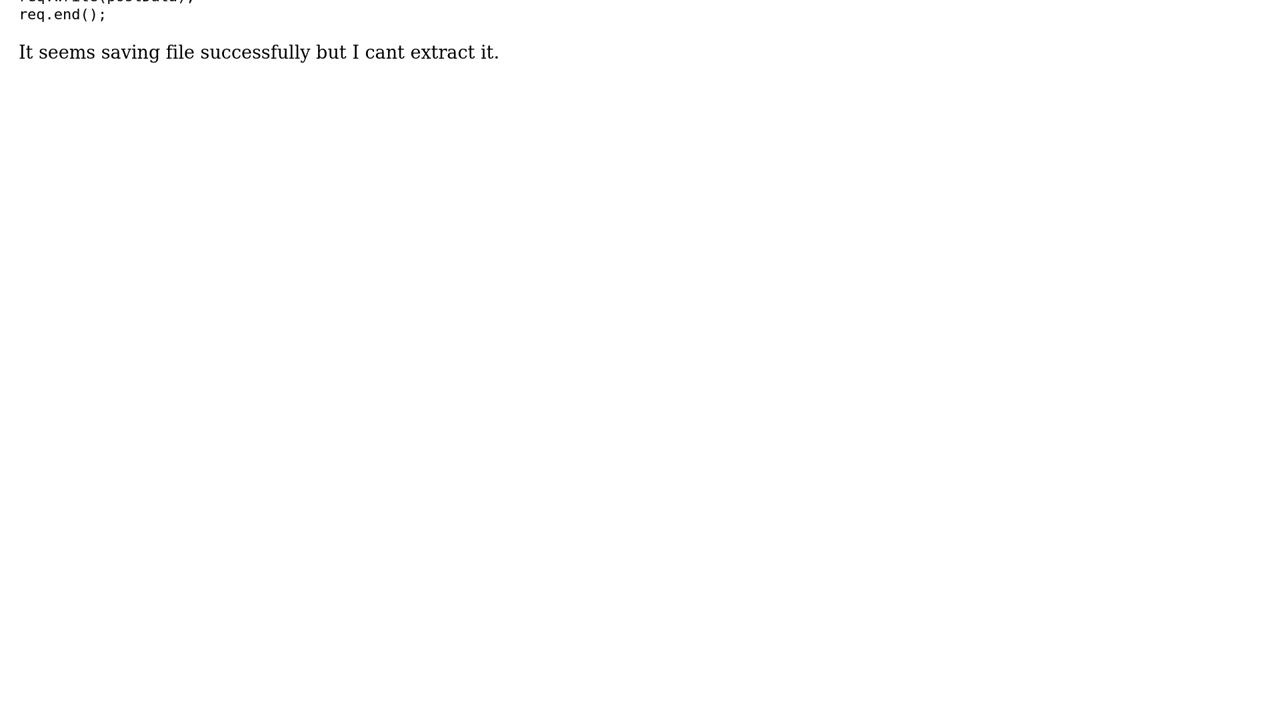 req.end();
It seems saving file successfully but I cant extract it.